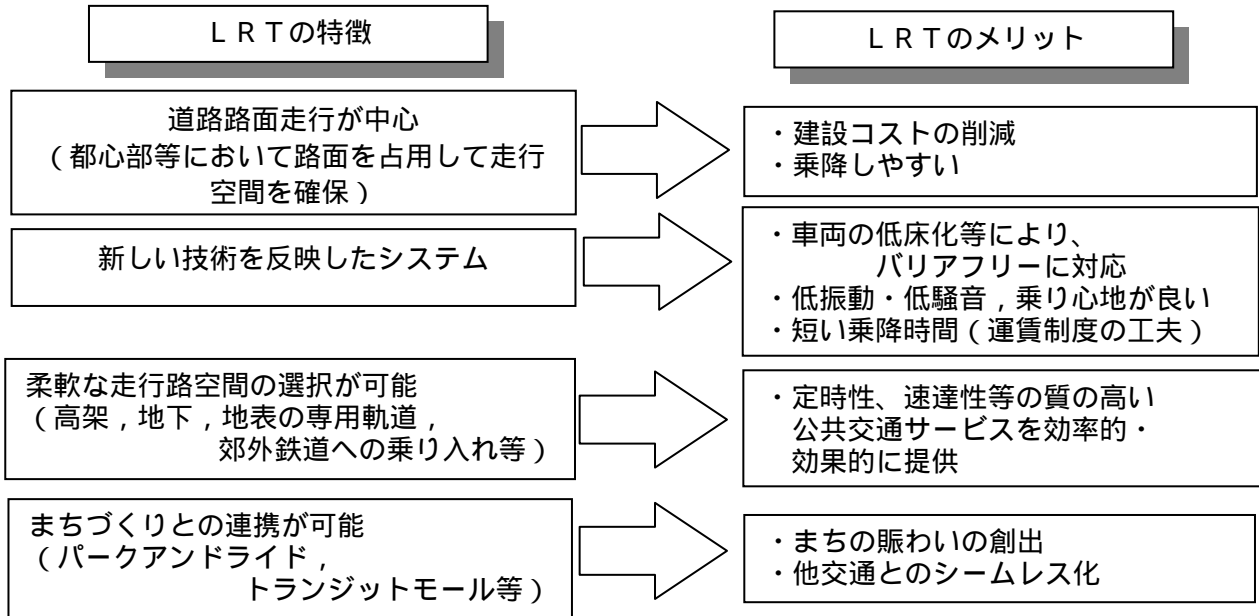 ＬＲＴの特徴
ＬＲＴのメリット
道路路面走行が中心
（都心部等において路面を占用して走行
空間を確保）
・建設コストの削減
・乗降しやすい
新しい技術を反映したシステム
・車両の低床化等により、
バリアフリーに対応
・低振動・低騒音，乗り心地が良い
・短い乗降時間（運賃制度の工夫）
柔軟な走行路空間の選択が可能
（高架，地下，地表の専用軌道，
郊外鉄道への乗り入れ等）
・定時性、速達性等の質の高い
公共交通サービスを効率的・
効果的に提供
まちづくりとの連携が可能
（パークアンドライド，
トランジットモール等）
・まちの賑わいの創出
・他交通とのシームレス化